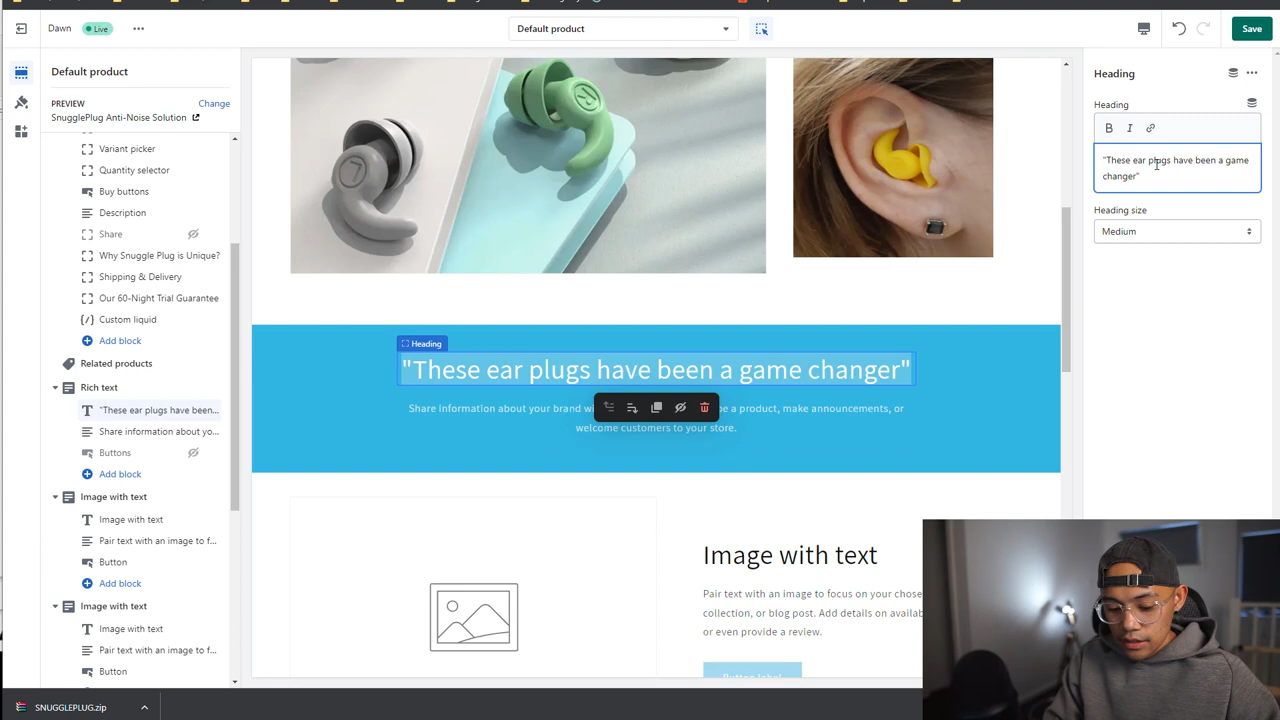 Dawn
Live
Default product
Save
Default product
PREVIEW
Change
SnugglePlug Anti-Noise Solution
Variant picker
Quantity selector
Buy buttons
Description
Share
Why Snuggle Plug is Unique?
Shipping & Delivery
Our 60-Night Trial Guarantee
Custom liquid
Add block
Related products
Rich text
"These ear plugs have been...
Share information about yo...
Buttons
Add block
Image with text
Image with text
Pair text with an image to f...
Button
Add block
Image with text
Image with text
Pair text with an image to f...
Button
Heading
"These ear plugs have been a game changer"
Share information about your brand wi be a product, make announcements, or
welcome customers to your store.
Image with text
Pair text with an image to focus on your chose
collection, or blog post. Add details on availab
or even provide a review.
Button label
Heading
Heading
B I
"These ear plugs have been a game
changer"
Heading size
Medium
SNUGGLEPLUG.zip